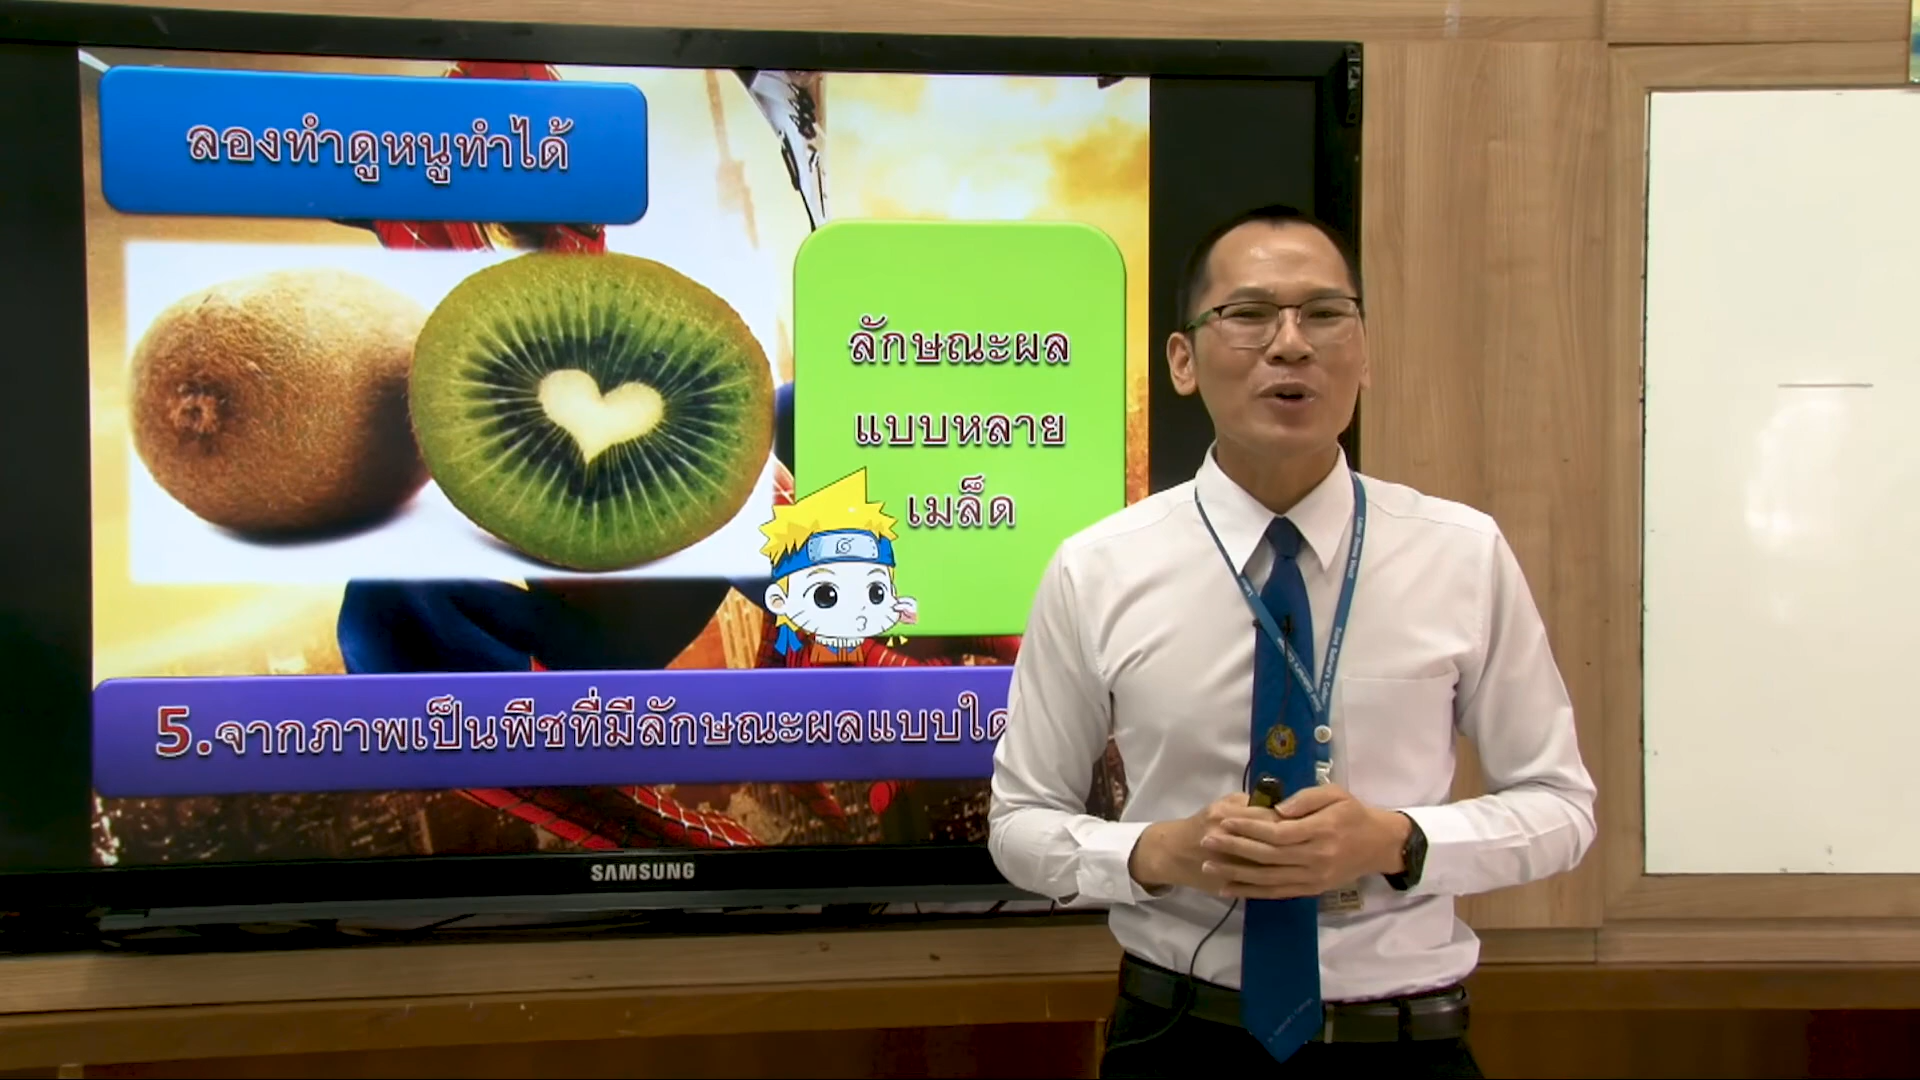 ลองทำดูหนูทำได้
ลักษณะผล
แบบหลาย
เมล็ด
5.จากภาพเป็นพืชที่มีลักษณะผลแบบใด
SAMSUNG